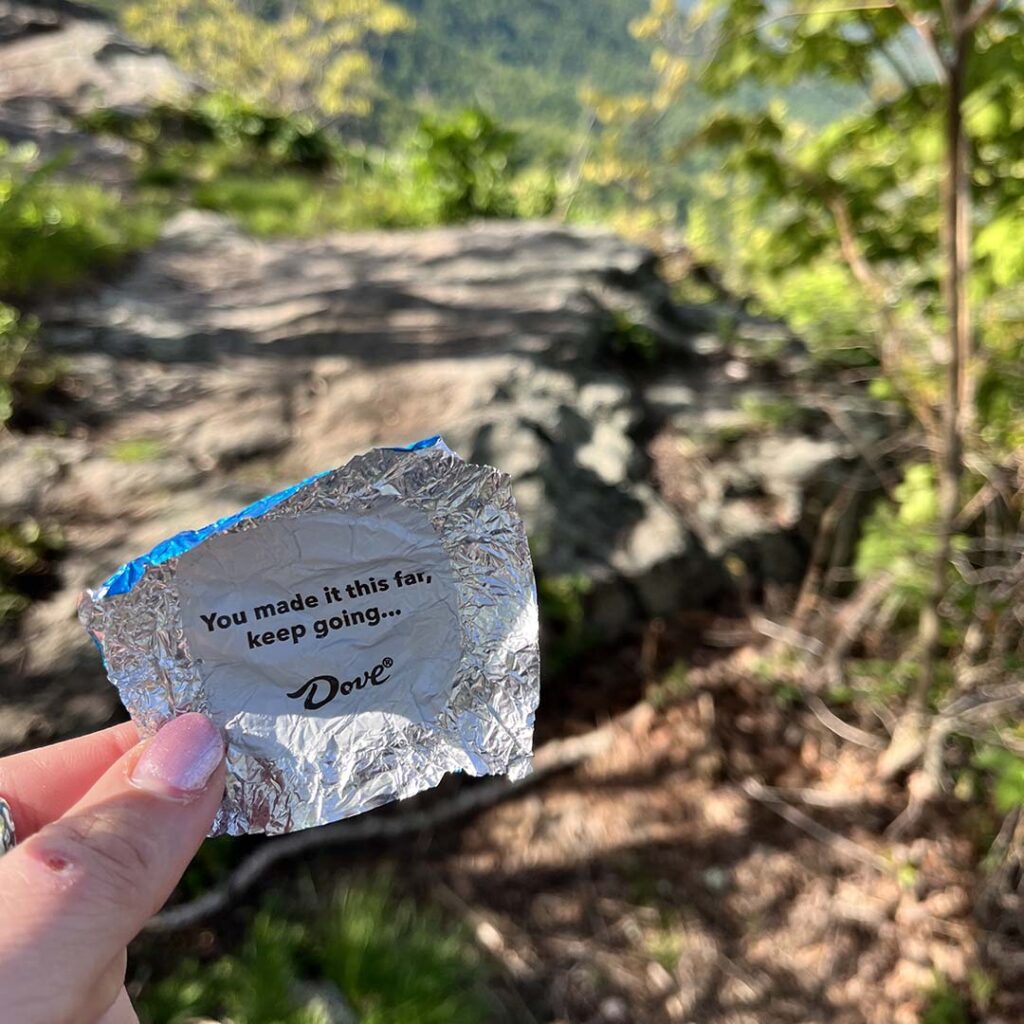 You made it this far,
keep going...
Dove®